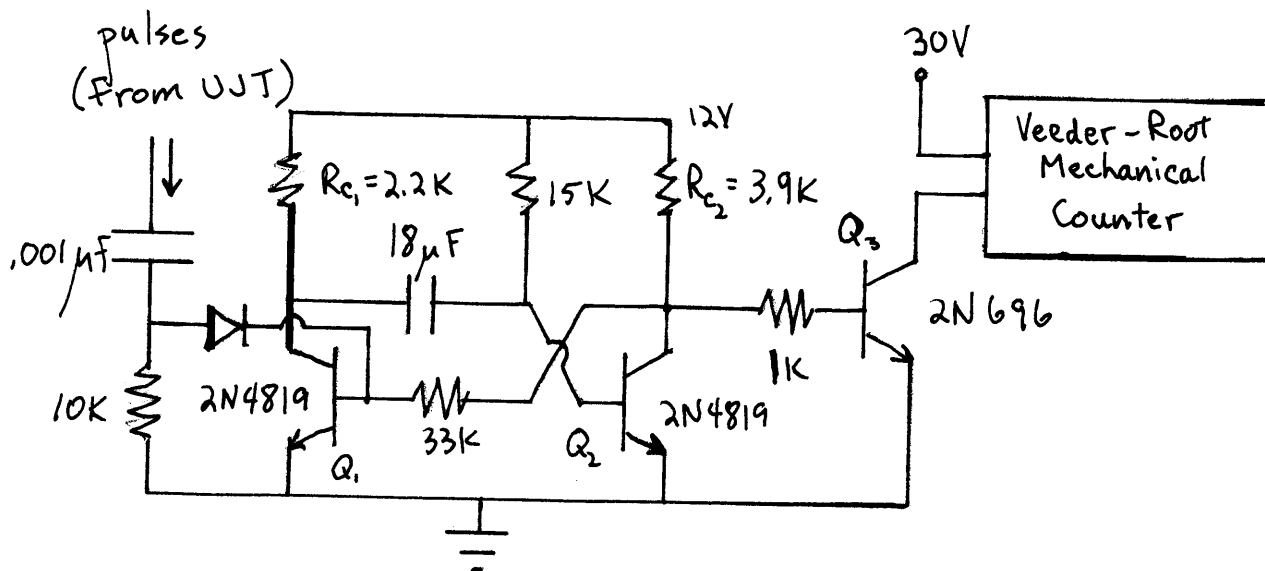 pulses
(from UJT)
30V
12V
Veeder-Root
Mechanical
Counter
Rc₁=2.2K
15K
Rc₂=3.9K
.001μf
18μF
Q₃
2N696
1K
10K
2N4819
33K
2N4819
Q₁
Q₂